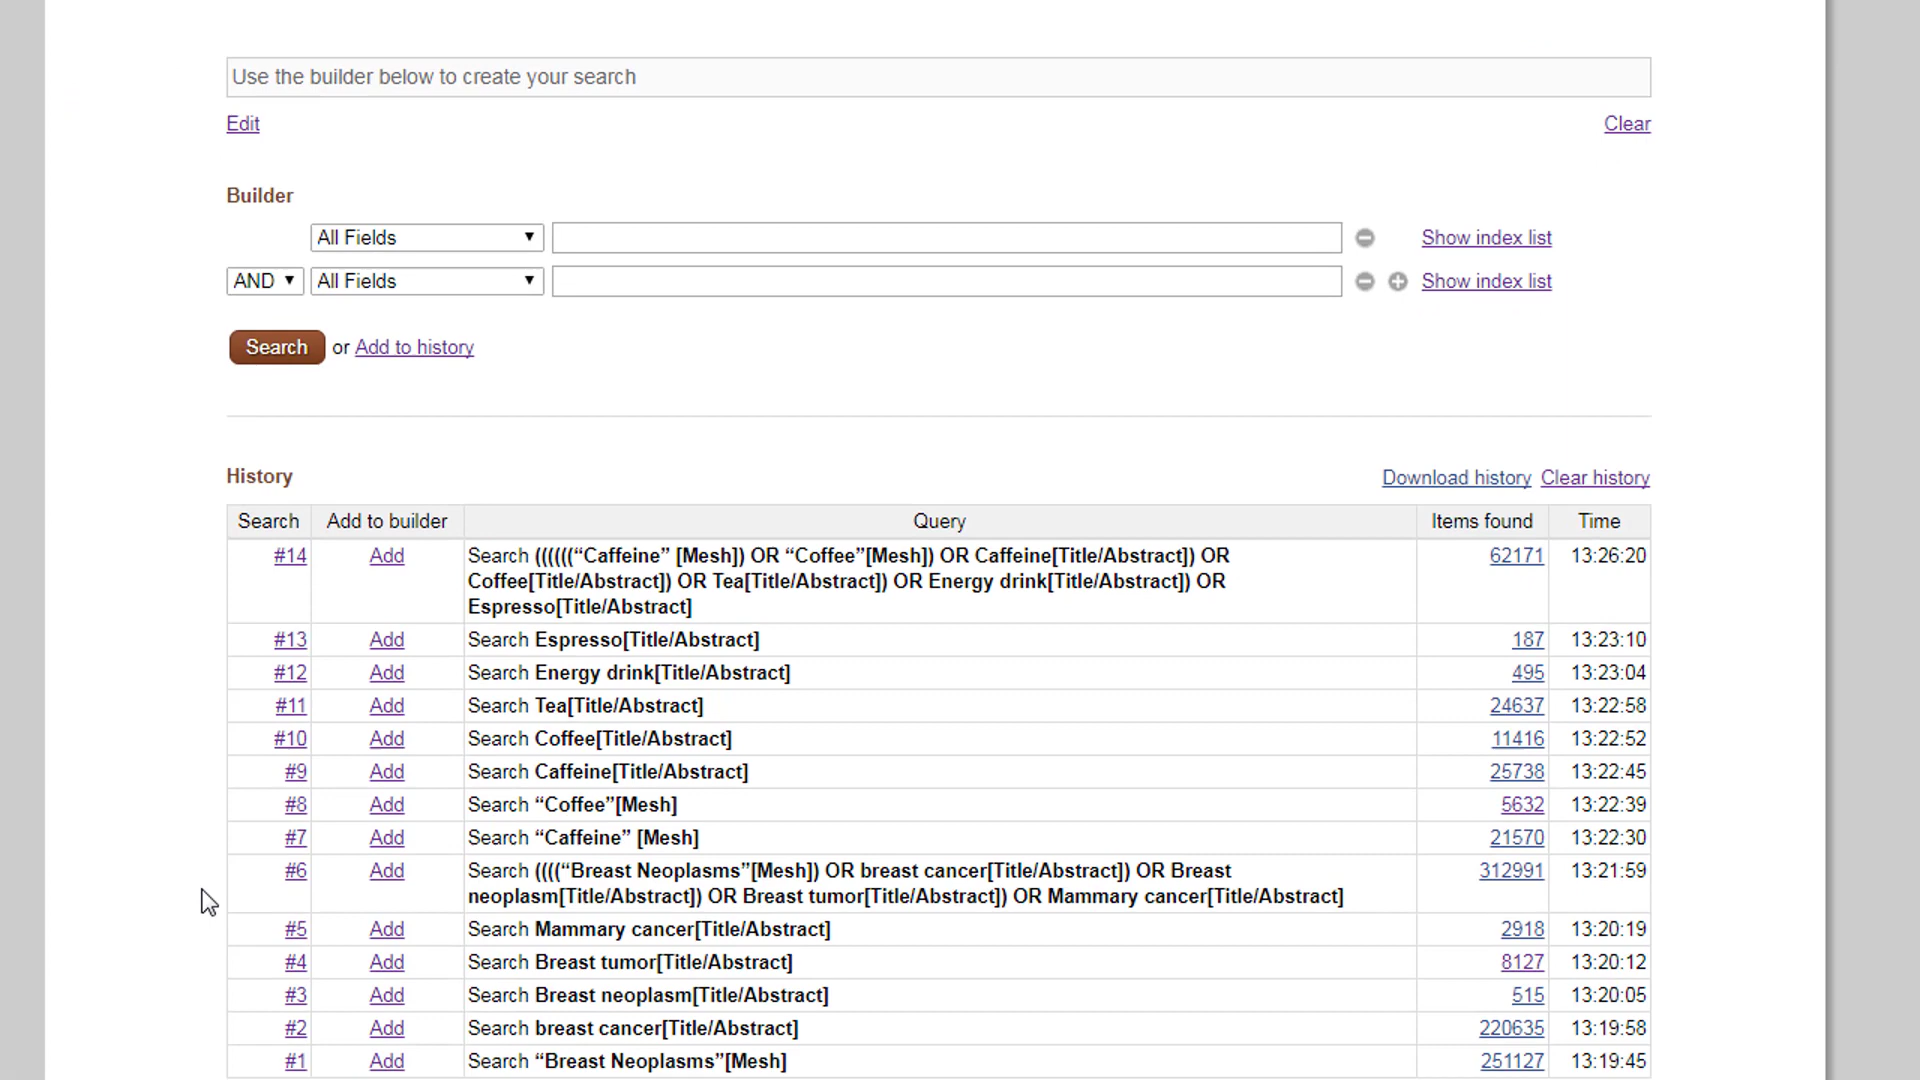 Use the builder below to create your search
Edit Clear
Builder
All Fields Show index list
AND All Fields Show index list
Search or Add to history
History Download history Clear history
Search Add to builder Query Items found Time
#14 Add Search ((((((“Caffeine” [Mesh]) OR “Coffee”[Mesh]) OR Caffeine[Title/Abstract]) OR 62171 13:26:20
Coffee[Title/Abstract]) OR Tea[Title/Abstract]) OR Energy drink[Title/Abstract]) OR
Espresso[Title/Abstract]
#13 Add Search Espresso[Title/Abstract] 187 13:23:10
#12 Add Search Energy drink[Title/Abstract] 495 13:23:04
#11 Add Search Tea[Title/Abstract] 24637 13:22:58
#10 Add Search Coffee[Title/Abstract] 11416 13:22:52
#9 Add Search Caffeine[Title/Abstract] 25738 13:22:45
#8 Add Search “Coffee”[Mesh] 5632 13:22:39
#7 Add Search “Caffeine” [Mesh] 21570 13:22:30
#6 Add Search ((((“Breast Neoplasms”[Mesh]) OR breast cancer[Title/Abstract]) OR Breast 312991 13:21:59
neoplasm[Title/Abstract]) OR Breast tumor[Title/Abstract]) OR Mammary cancer[Title/Abstract]
#5 Add Search Mammary cancer[Title/Abstract] 2918 13:20:19
#4 Add Search Breast tumor[Title/Abstract] 8127 13:20:12
#3 Add Search Breast neoplasm[Title/Abstract] 515 13:20:05
#2 Add Search breast cancer[Title/Abstract] 220635 13:19:58
#1 Add Search “Breast Neoplasms”[Mesh] 251127 13:19:45